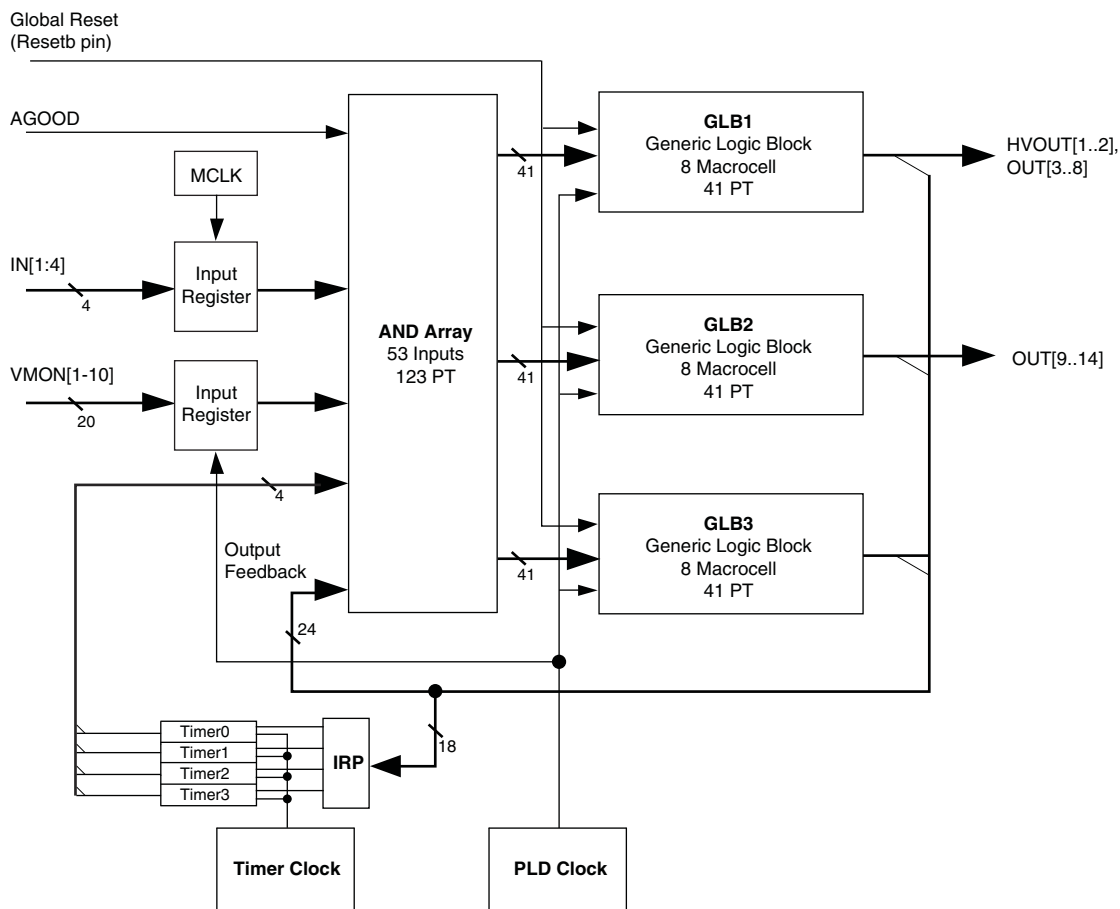 Global Reset
(Resetb pin)
AGOOD
MCLK
IN[1:4]
4
Input
Register
VMON[1-10]
20
Input
Register
4
Output
Feedback
24
AND Array
53 Inputs
123 PT
41
41
41
GLB1
Generic Logic Block
8 Macrocell
41 PT
HVOUT[1..2],
OUT[3..8]
GLB2
Generic Logic Block
8 Macrocell
41 PT
OUT[9..14]
GLB3
Generic Logic Block
8 Macrocell
41 PT
18
Timer0
Timer1
Timer2
Timer3
IRP
Timer Clock
PLD Clock